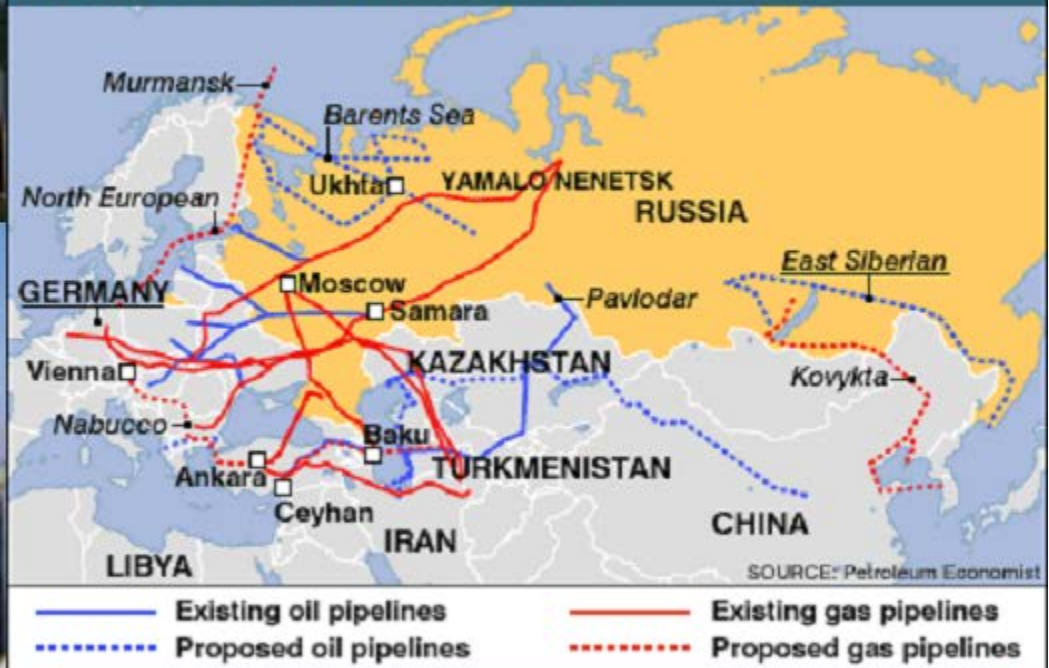 Murmansk
Barents Sea
Ukhta
YAMALO NENETSK
North European
RUSSIA
East Siberian
GERMANY
Moscow
Pavlodar
Samara
KAZAKHSTAN
Vienna
Kovykta
Nabucco
Baku
TURKMENISTAN
Ankara
Ceyhan
CHINA
IRAN
LIBYA
SOURCE: Petroleum Economist
Existing oil pipelines
Existing gas pipelines
Proposed oil pipelines
Proposed gas pipelines